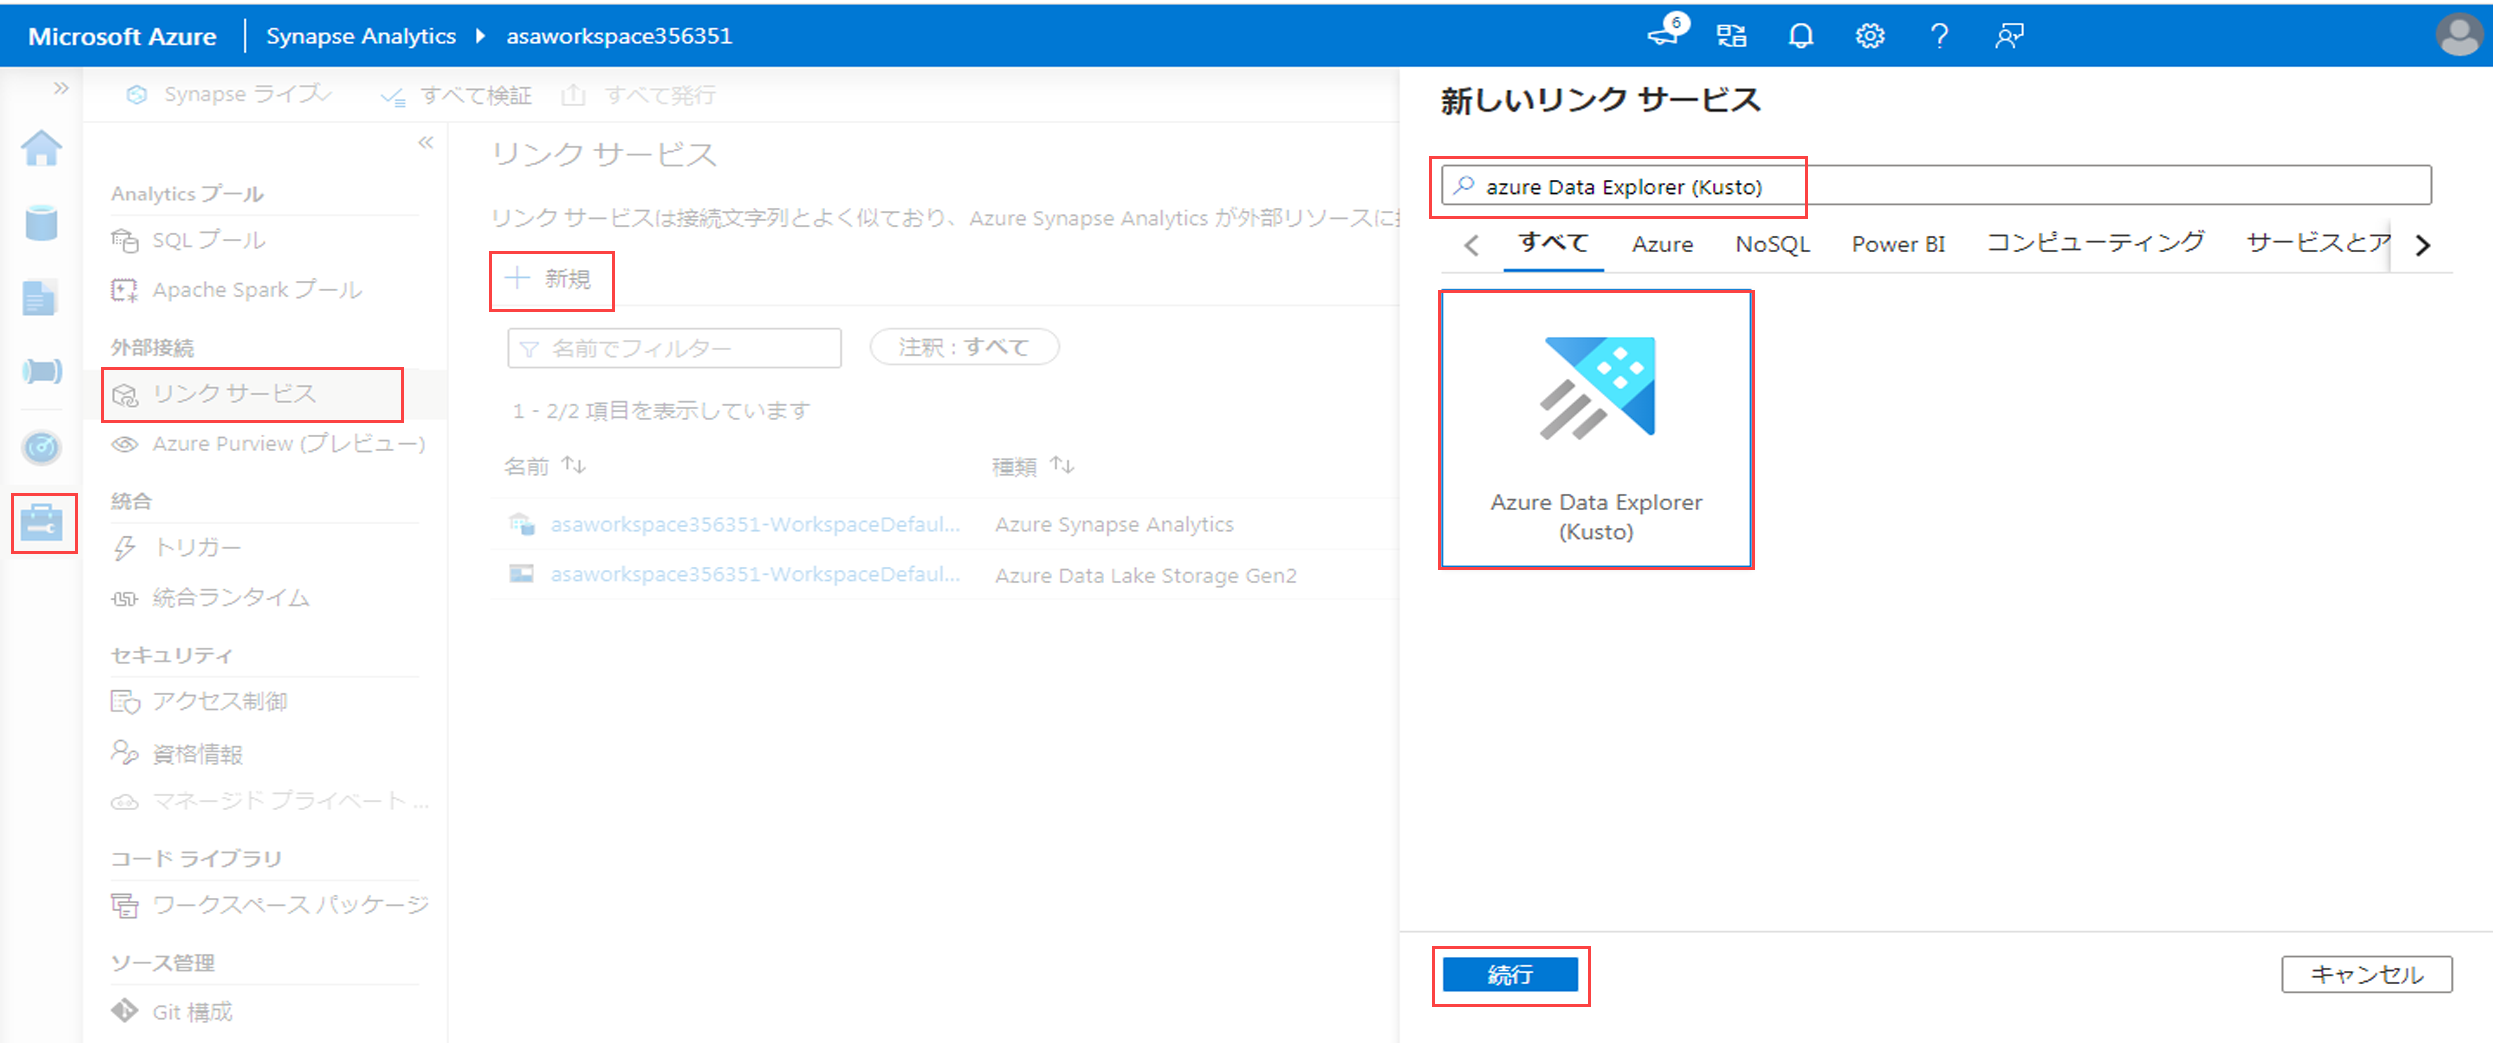 Microsoft Azure
Synapse Analytics
asaworkspace356351
6
Synapse ライブ
すべて検証
すべて発行
Analytics プール
SQL プール
Apache Spark プール
外部接続
リンク サービス
Azure Purview (プレビュー)
統合
トリガー
統合ランタイム
セキュリティ
アクセス制御
資格情報
マネージド プライベート ...
コード ライブラリ
ワークスペース パッケージ
ソース管理
Git 構成
リンク サービス
リンク サービスは接続文字列とよく似ており、Azure Synapse Analytics が外部リソースに
新規
名前でフィルター
注釈 : すべて
1 - 2/2 項目を表示しています
名前
種類
asaworkspace356351-WorkspaceDefaul...
Azure Synapse Analytics
asaworkspace356351-WorkspaceDefaul...
Azure Data Lake Storage Gen2
新しいリンク サービス
azure Data Explorer (Kusto)
すべて
Azure
NoSQL
Power BI
コンピューティング
サービスとア
Azure Data Explorer
(Kusto)
続行
キャンセル